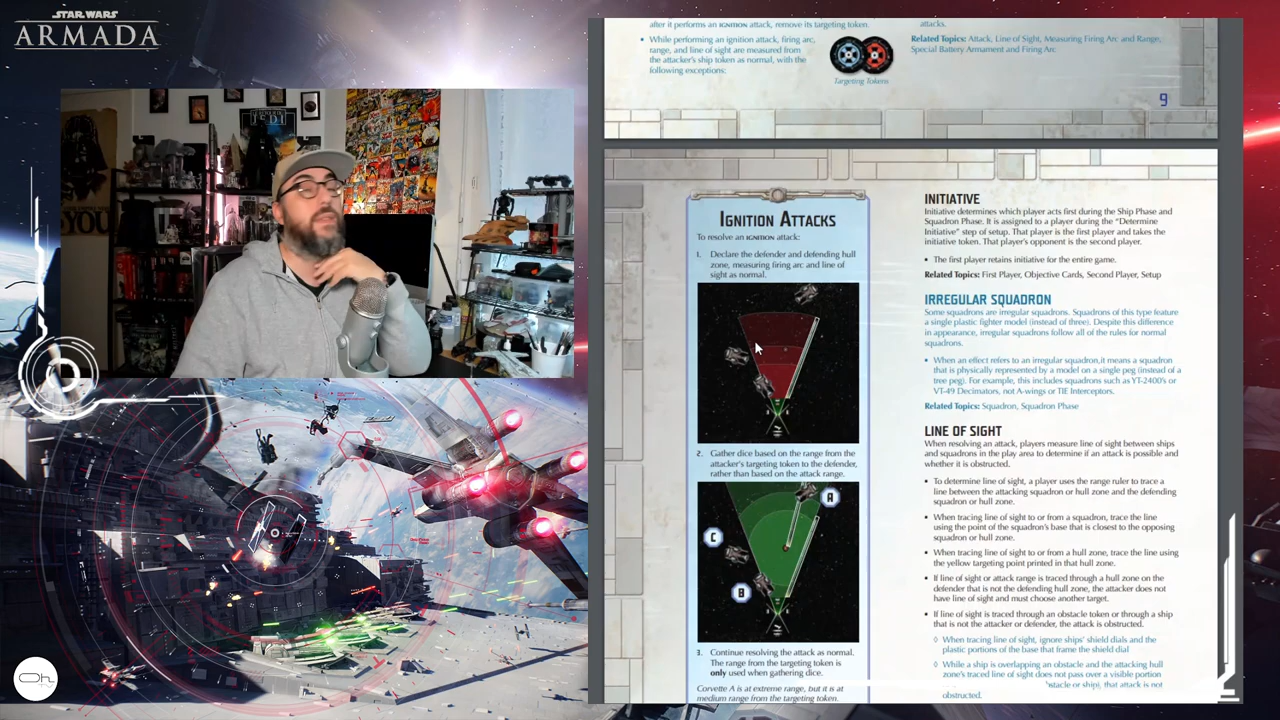 STAR WARS
ARMADA
JEDI
YOU
after it performs an IGNITION attack, remove its targeting token.
• While performing an ignition attack, firing arc,
range, and line of sight are measured from
the attacker's ship token as normal, with the
following exceptions:
Targeting Tokens
attacks.
Related Topics: Attack, Line of Sight, Measuring Firing Arc and Range,
Special Battery Armament and Firing Arc
9
IGNITION ATTACKS
To resolve an IGNITION attack:
1. Declare the defender and defending hull
zone, measuring firing arc and line of
sight as normal.
2. Gather dice based on the range from the
attacker's targeting token to the defender,
rather than based on the attack range.
A
C
B
3. Continue resolving the attack as normal.
The range from the targeting token is
only used when gathering dice.
Corvette A is at extreme range, but it is at
medium range from the targeting token.
INITIATIVE
Initiative determines which player acts first during the Ship Phase and
Squadron Phase. It is assigned to a player during the "Determine
Initiative" step of setup. That player is the first player and takes the
initiative token. That player's opponent is the second player.
• The first player retains initiative for the entire game.
Related Topics: First Player, Objective Cards, Second Player, Setup
IRREGULAR SQUADRON
Some squadrons are irregular squadrons. Squadrons of this type feature
a single plastic fighter model (instead of three). Despite this difference
in appearance, irregular squadrons follow all of the rules for normal
squadrons.
• When an effect refers to an irregular squadron,it means a squadron
that is physically represented by a model on a single peg (instead of a
tree peg). For example, this includes squadrons such as YT-2400's or
VT-49 Decimators, not A-wings or TIE Interceptors.
Related Topics: Squadron, Squadron Phase
LINE OF SIGHT
When resolving an attack, players measure line of sight between ships
and squadrons in the play area to determine if an attack is possible and
whether it is obstructed.
• To determine line of sight, a player uses the range ruler to trace a
line between the attacking squadron or hull zone and the defending
squadron or hull zone.
• When tracing line of sight to or from a squadron, trace the line
using the point of the squadron's base that is closest to the opposing
squadron or hull zone.
• When tracing line of sight to or from a hull zone, trace the line using
the yellow targeting point printed in that hull zone.
• If line of sight or attack range is traced through a hull zone on the
defender that is not the defending hull zone, the attacker does not
have line of sight and must choose another target.
• If line of sight is traced through an obstacle token or through a ship
that is not the attacker or defender, the attack is obstructed.
◊ When tracing line of sight, ignore ships' shield dials and the
plastic portions of the base that frame the shield dial
◊ While a ship is overlapping an obstacle and the attacking hull
zone's traced line of sight does not pass over a visible portion
obstacle or ship), that attack is not
obstructed.